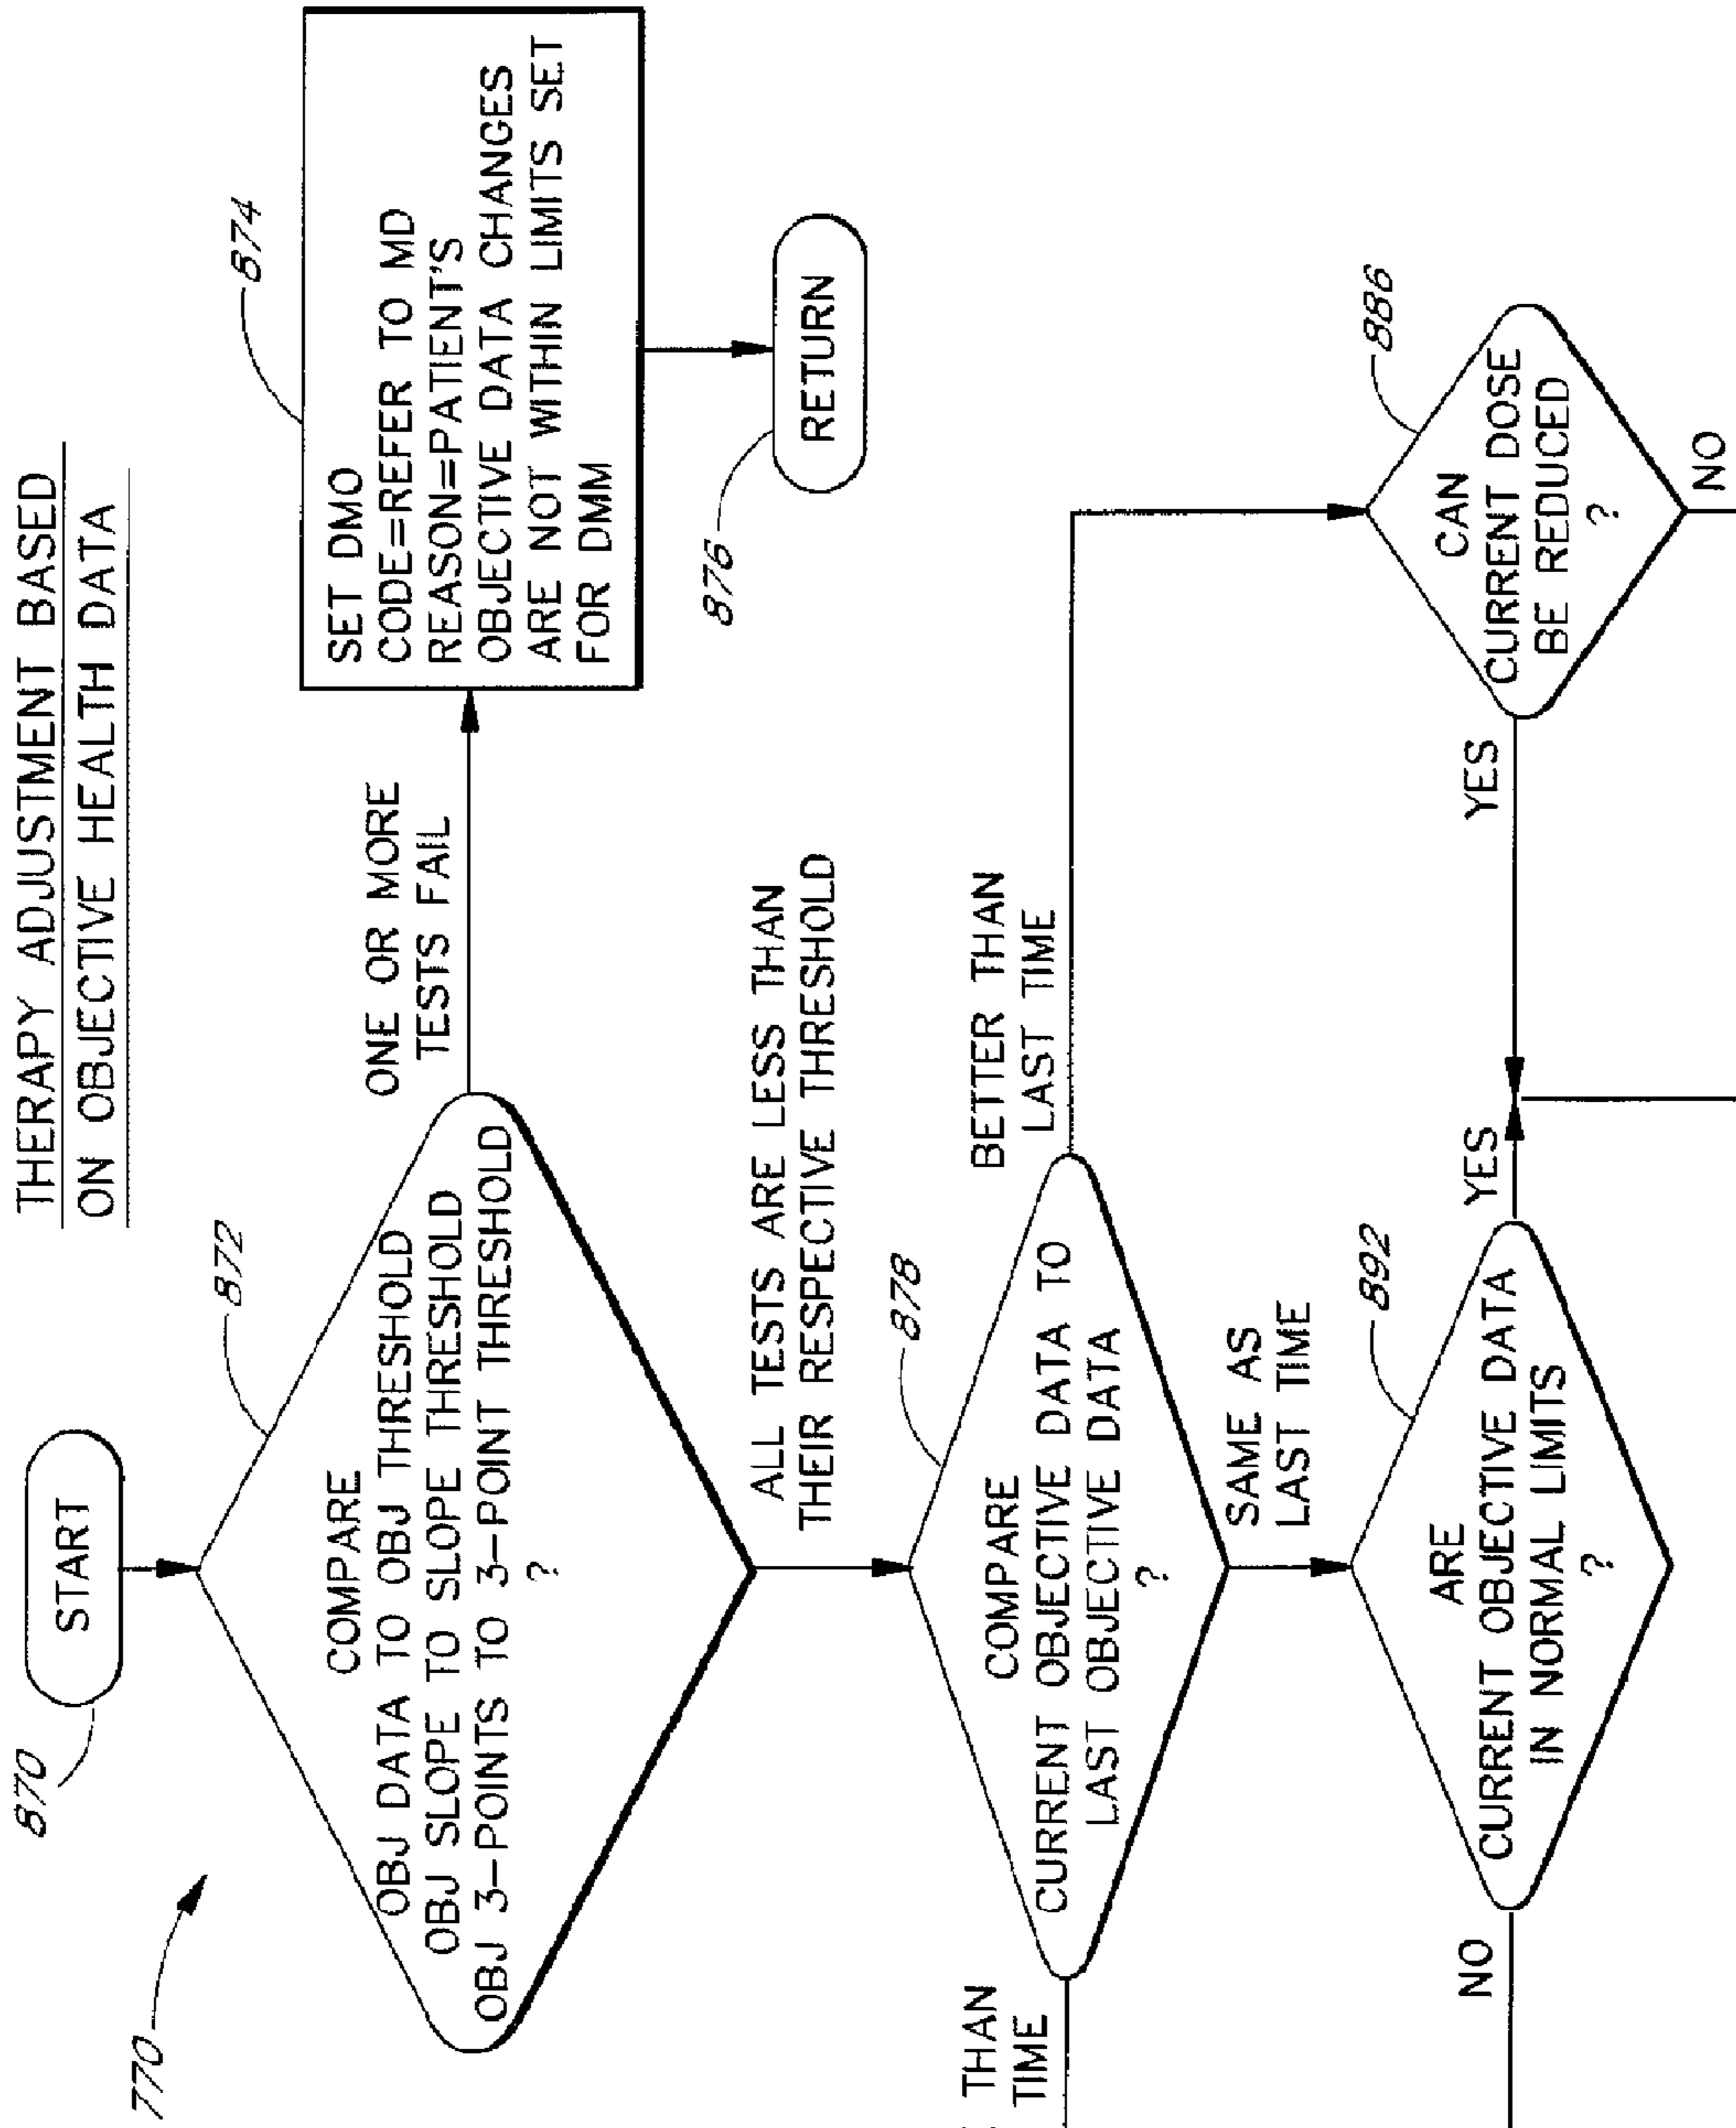 THERAPY ADJUSTMENT BASED
ON OBJECTIVE HEALTH DATA
770
870
START
872
COMPARE
OBJ DATA TO OBJ THRESHOLD
OBJ SLOPE TO SLOPE THRESHOLD
OBJ 3-POINTS TO 3-POINT THRESHOLD
?
ONE OR MORE
TESTS FAIL
874
SET DMO
CODE=REFER TO MD
REASON=PATIENT'S
OBJECTIVE DATA CHANGES
ARE NOT WITHIN LIMITS SET
FOR DMM
876
RETURN
ALL TESTS ARE LESS THAN
THEIR RESPECTIVE THRESHOLD
878
COMPARE
CURRENT OBJECTIVE DATA TO
LAST OBJECTIVE DATA
?
THAN
TIME
BETTER THAN
LAST TIME
SAME AS
LAST TIME
886
CAN
CURRENT DOSE
BE REDUCED
?
YES
NO
892
ARE
CURRENT OBJECTIVE DATA
IN NORMAL LIMITS
?
NO
YES